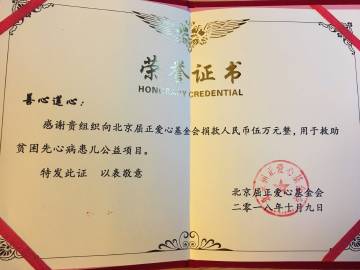 荣誉证书
HONORARY CREDENTIAL
善心莲心：
感谢贵组织向北京屈正爱心基金会捐款人民币伍万元整，用于救助
贫困先心病患儿公益项目。
特发此证 以表敬意
北京屈正爱心基金会
二零一八年十月九日